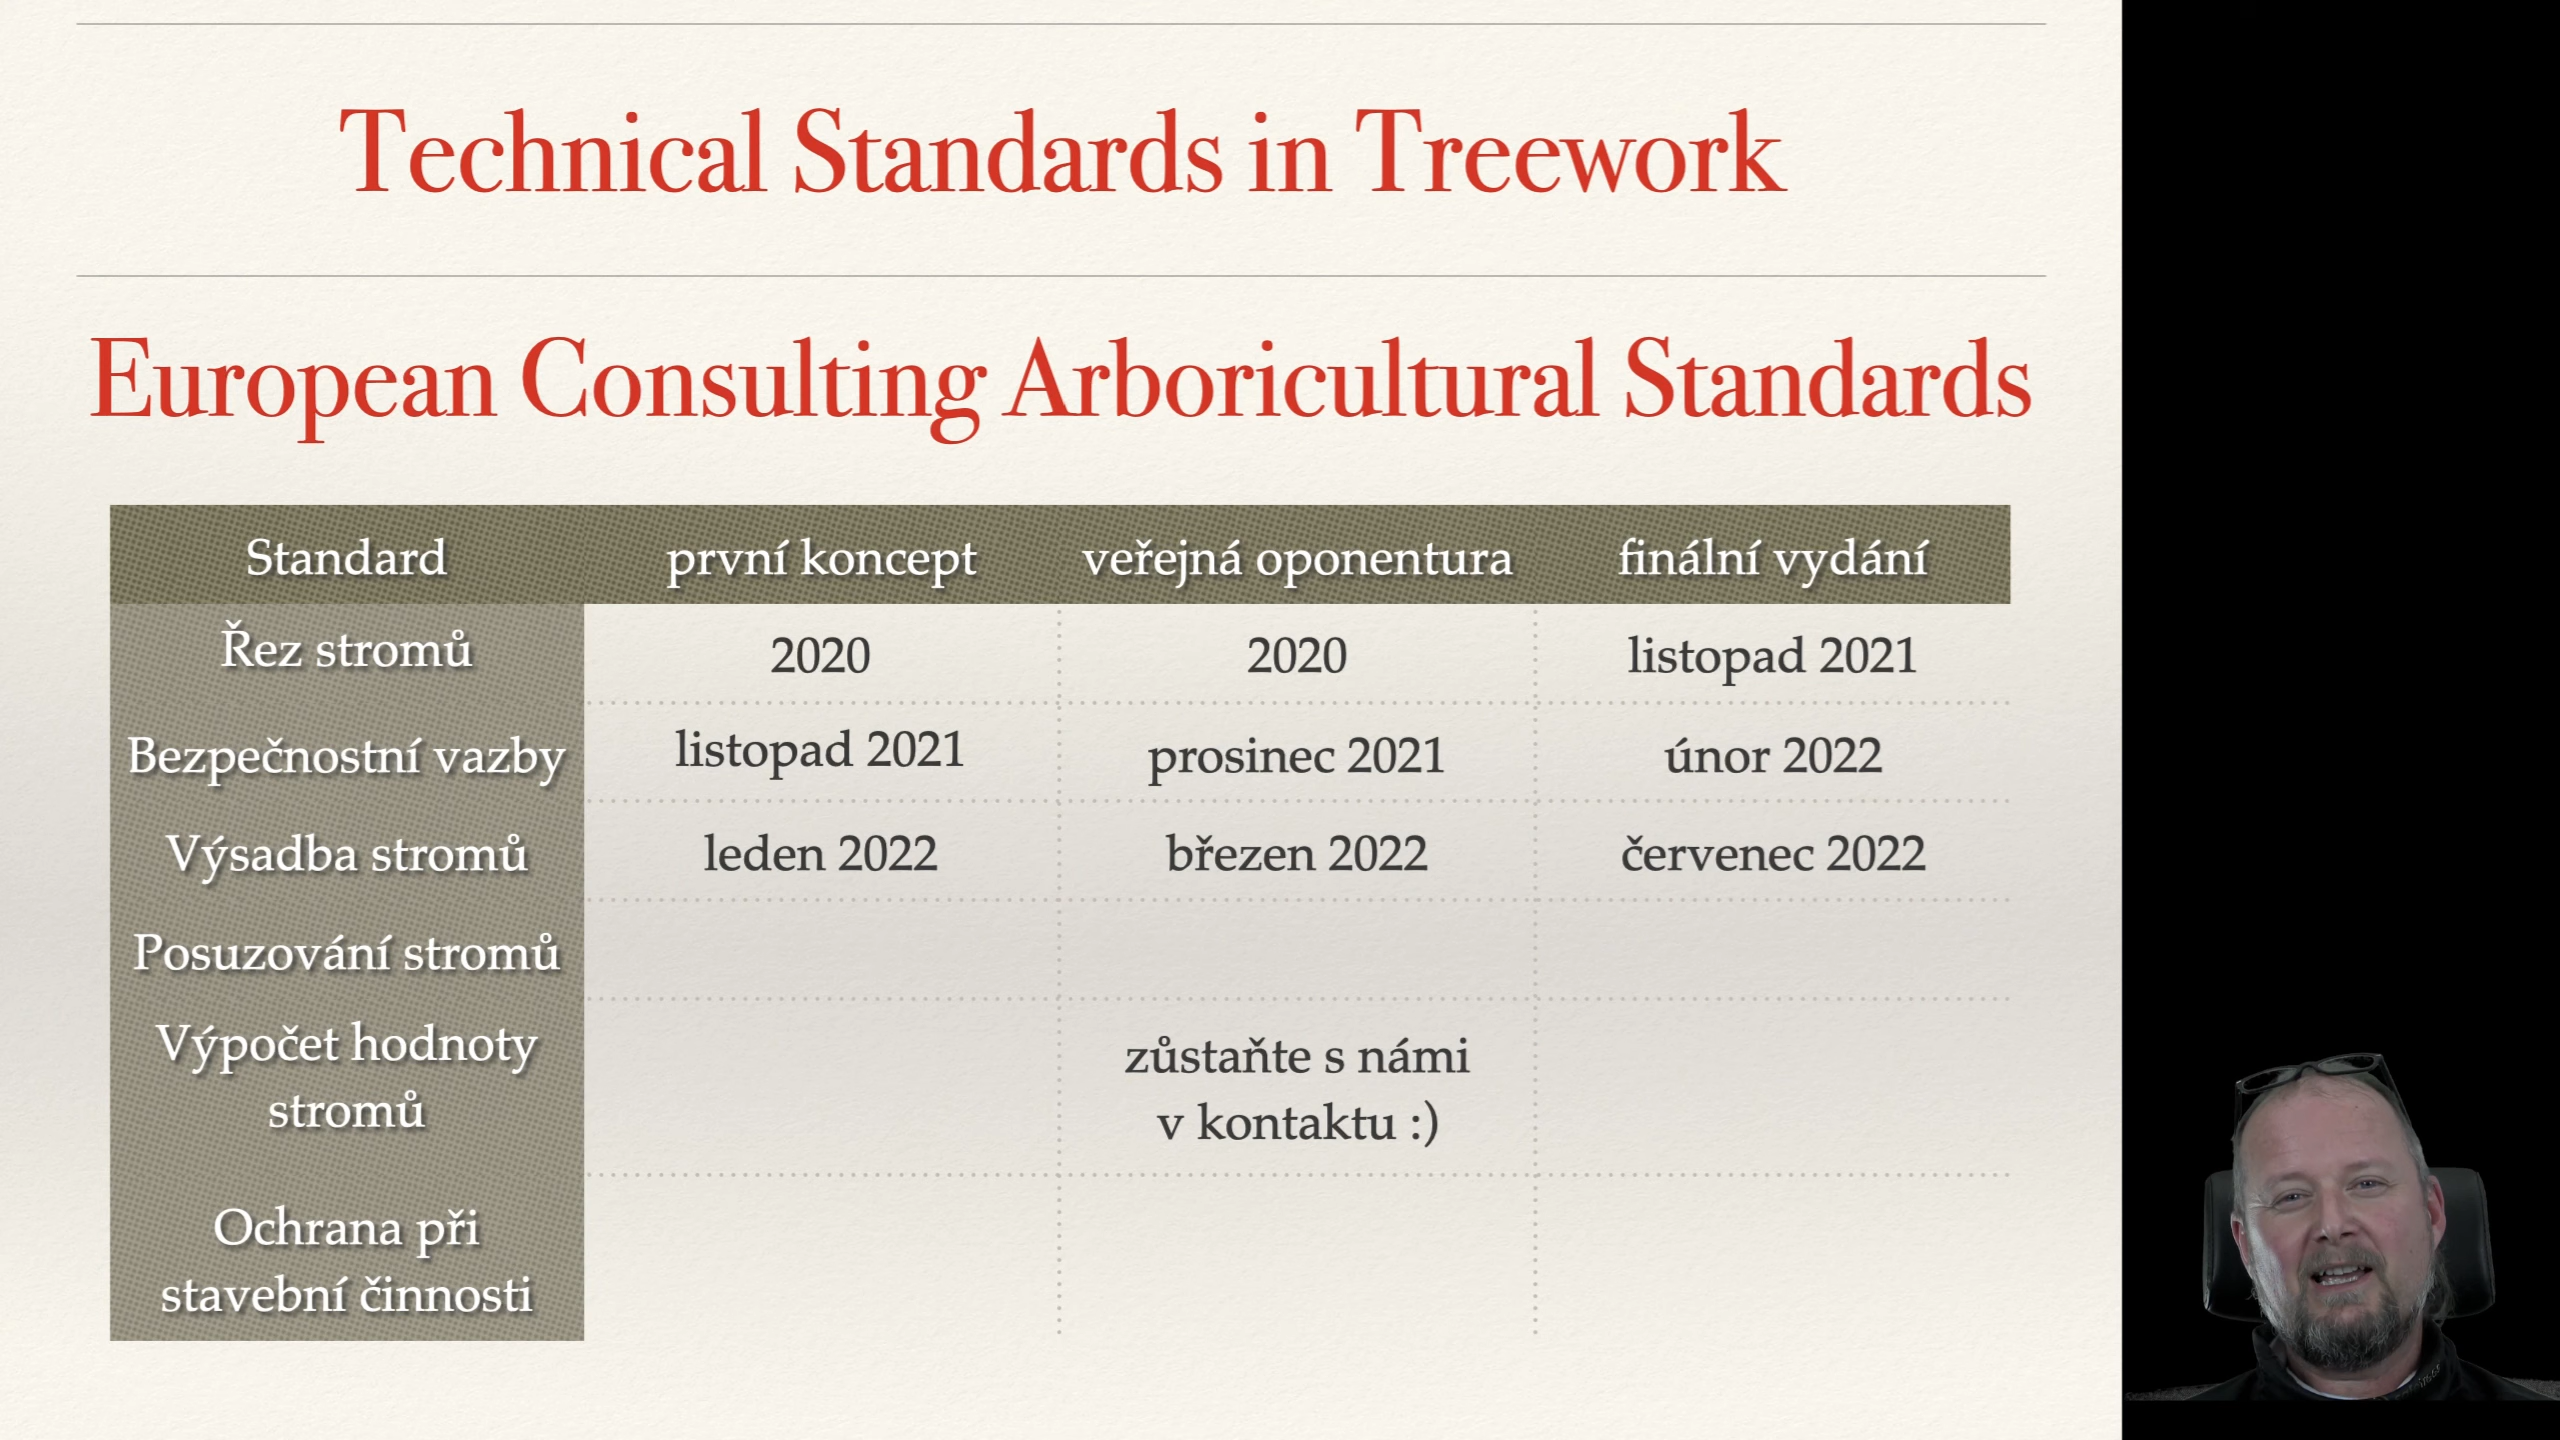 Technical Standards in Treework
European Consulting Arboricultural Standards
Standard první koncept veřejná oponentura finální vydání
Řez stromů 2020 2020 listopad 2021
Bezpečnostní vazby listopad 2021 prosinec 2021 únor 2022
Výsadba stromů leden 2022 březen 2022 červenec 2022
Posuzování stromů
Výpočet hodnoty
stromů
zůstaňte s námi
v kontaktu :)
Ochrana při
stavební činnosti